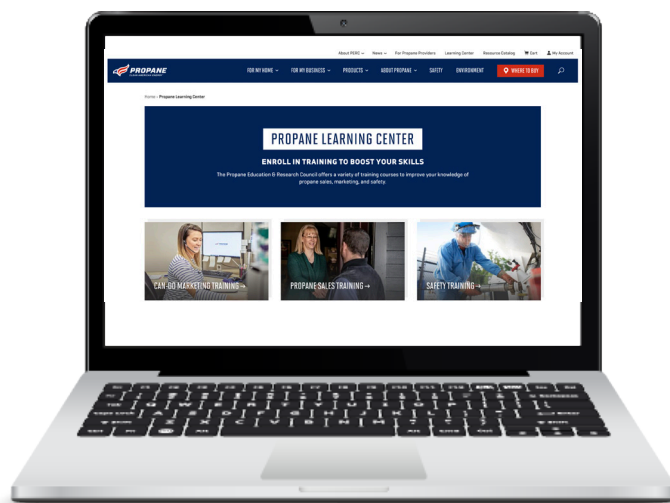 About PERC
News
For Propane Providers
Learning Center
Resource Catalog
Cart
My Account
PROPANE
CLEAN AMERICAN ENERGY
FOR MY HOME
FOR MY BUSINESS
PRODUCTS
ABOUT PROPANE
SAFETY
ENVIRONMENT
WHERE TO BUY
Home » Propane Learning Center
PROPANE LEARNING CENTER
ENROLL IN TRAINING TO BOOST YOUR SKILLS
The Propane Education & Research Council offers a variety of training courses to improve your knowledge of
propane sales, marketing, and safety.
CAN-DO MARKETING TRAINING→
PROPANE SALES TRAINING→
SAFETY TRAINING→